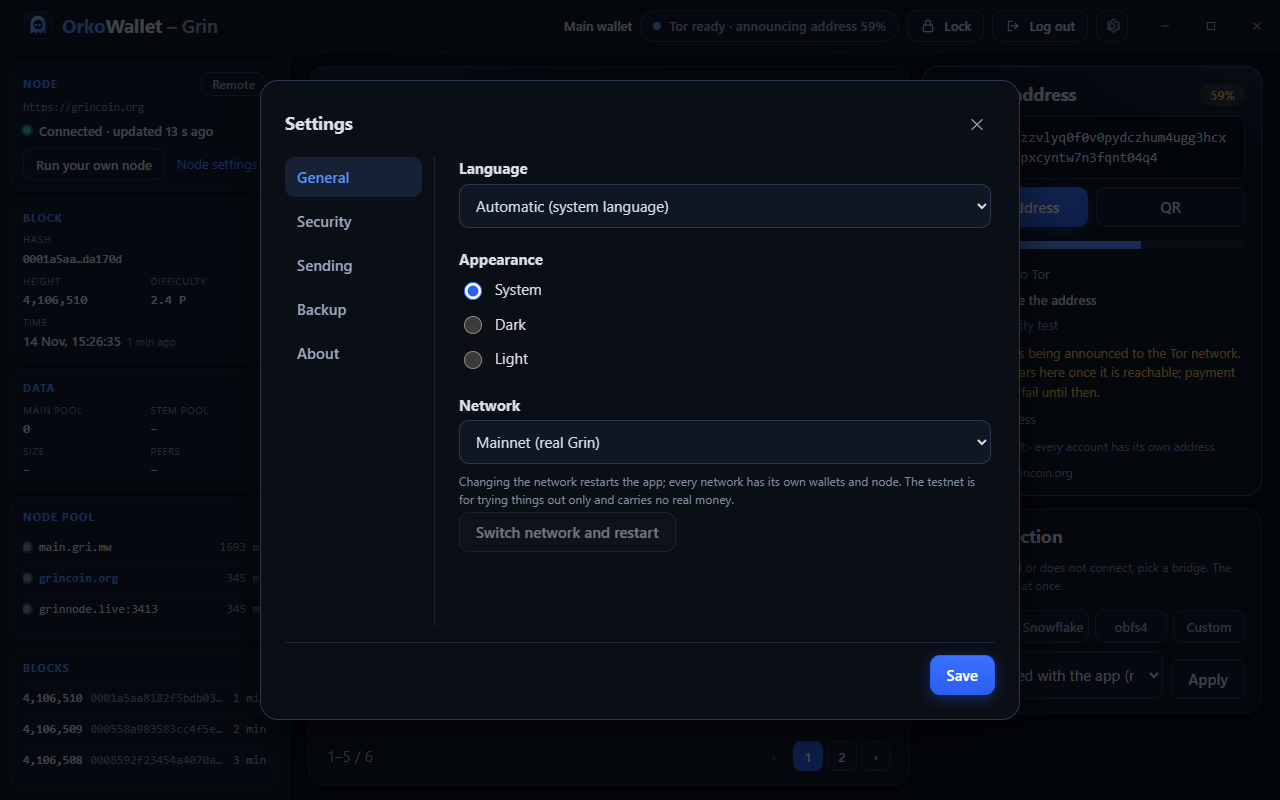 OrkoWallet – Grin
Main wallet
Tor ready · announcing address 59%
Lock
Log out
NODE
Remote
https://grincoin.org
Connected · updated 13 s ago
Run your own node
Node settings
BLOCK
HASH
0001a5aa…da170d
HEIGHT
DIFFICULTY
4,106,510
2.4 P
TIME
14 Nov, 15:26:35 1 min ago
DATA
MAIN POOL
STEM POOL
0
–
SIZE
PEERS
–
–
NODE POOL
main.gri.mw 1693 m
grincoin.org 345 m
grinnode.live:3413 345 m
BLOCKS
4,106,510 0001a5aa8182f5bdb03… 1 min
4,106,509 000558a983583cc4f5e… 2 min
4,106,508 0008592f23454a4070a… 3 min
Settings
General
Security
Sending
Backup
About
Language
Automatic (system language)
Appearance
System
Dark
Light
Network
Mainnet (real Grin)
Changing the network restarts the app; every network has its own wallets and node. The testnet is
for trying things out only and carries no real money.
Switch network and restart
Save
address
59%
zzvlyq0f0v0pydczhum4ugg3hcx
pxcyntw7n3fqnt04q4
ddress
QR
to Tor
e the address
ity test
s being announced to the Tor network.
ars here once it is reachable; payment
fail until then.
ess
lt · every account has its own address
incoin.org
ction
l or does not connect, pick a bridge. The
at once.
Snowflake
obfs4
Custom
ed with the app (r
Apply
1–5 / 6
‹
1
2
›